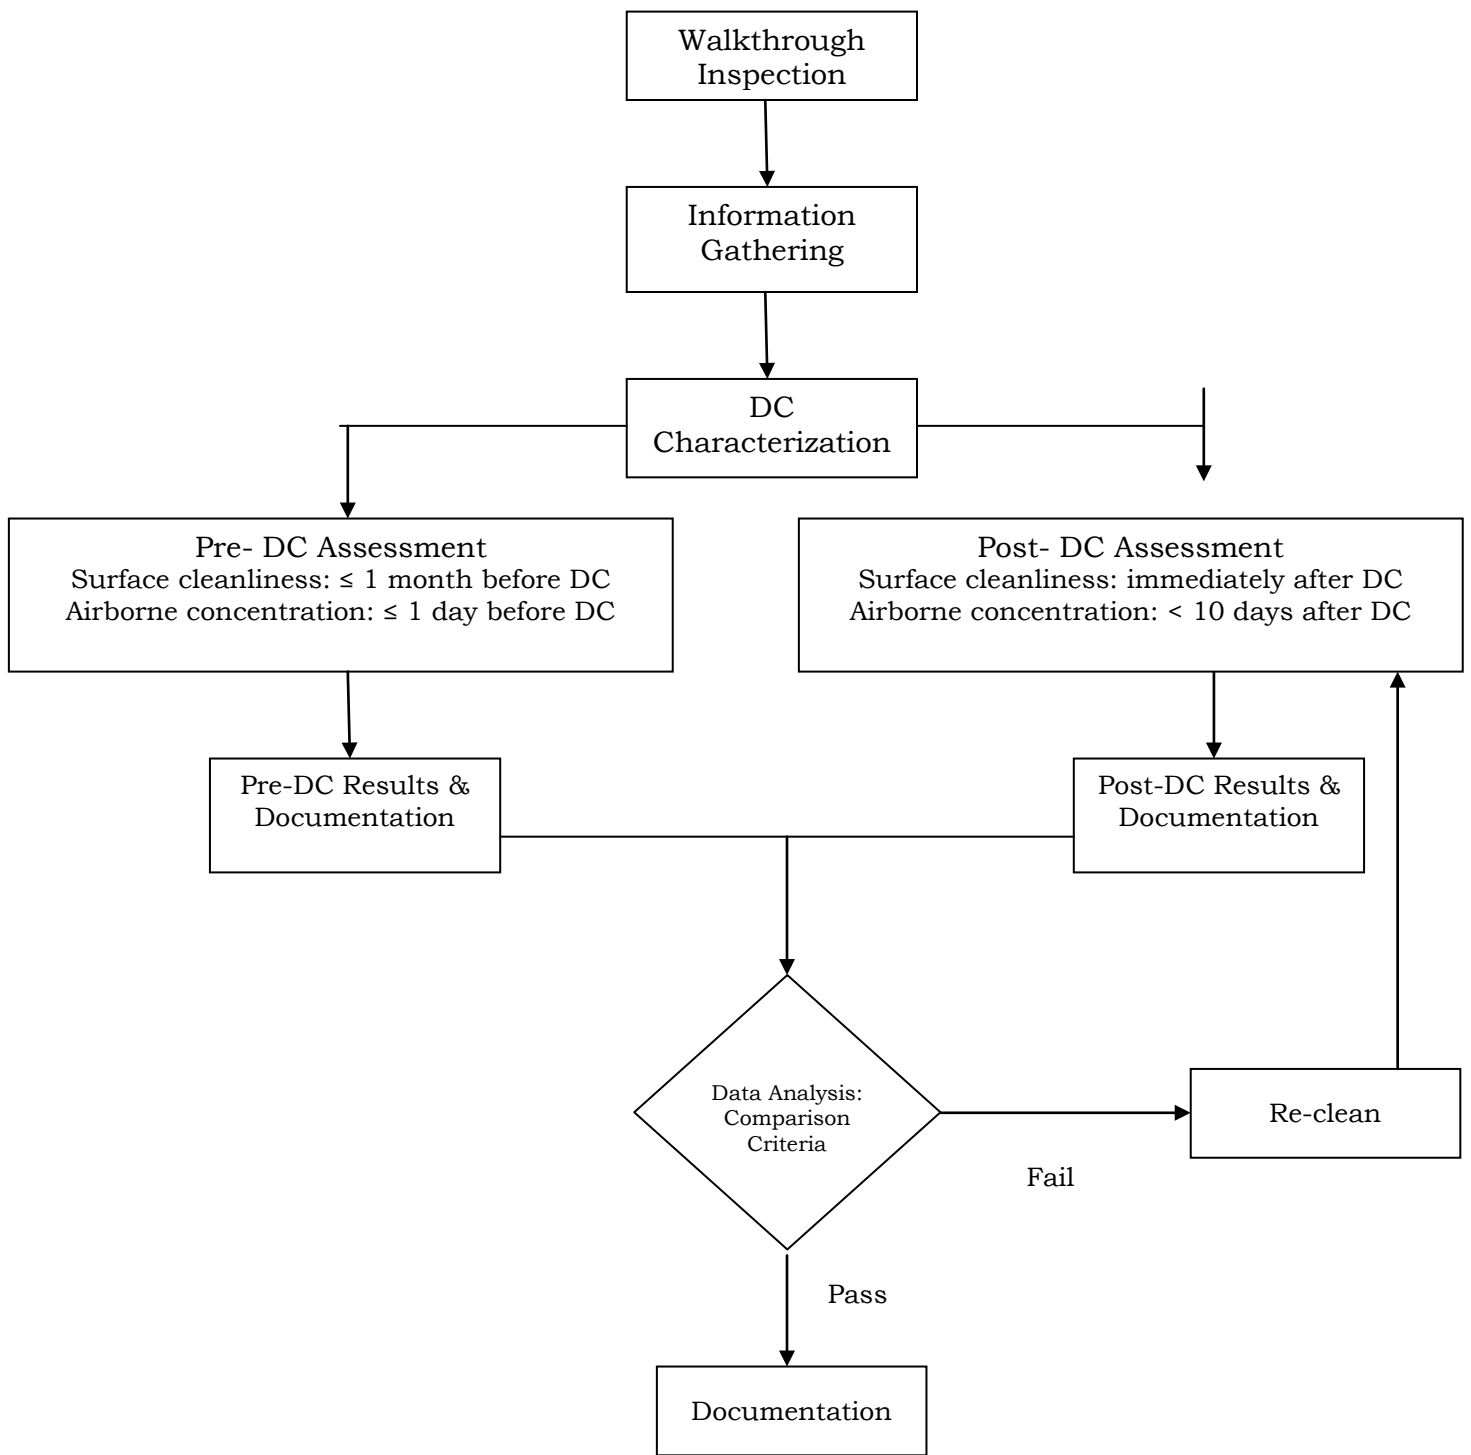 Walkthrough
Inspection
Information
Gathering
DC
Characterization
Pre- DC Assessment
Surface cleanliness: ≤ 1 month before DC
Airborne concentration: ≤ 1 day before DC
Post- DC Assessment
Surface cleanliness: immediately after DC
Airborne concentration: < 10 days after DC
Pre-DC Results &
Documentation
Post-DC Results &
Documentation
Data Analysis:
Comparison
Criteria
Re-clean
Fail
Pass
Documentation